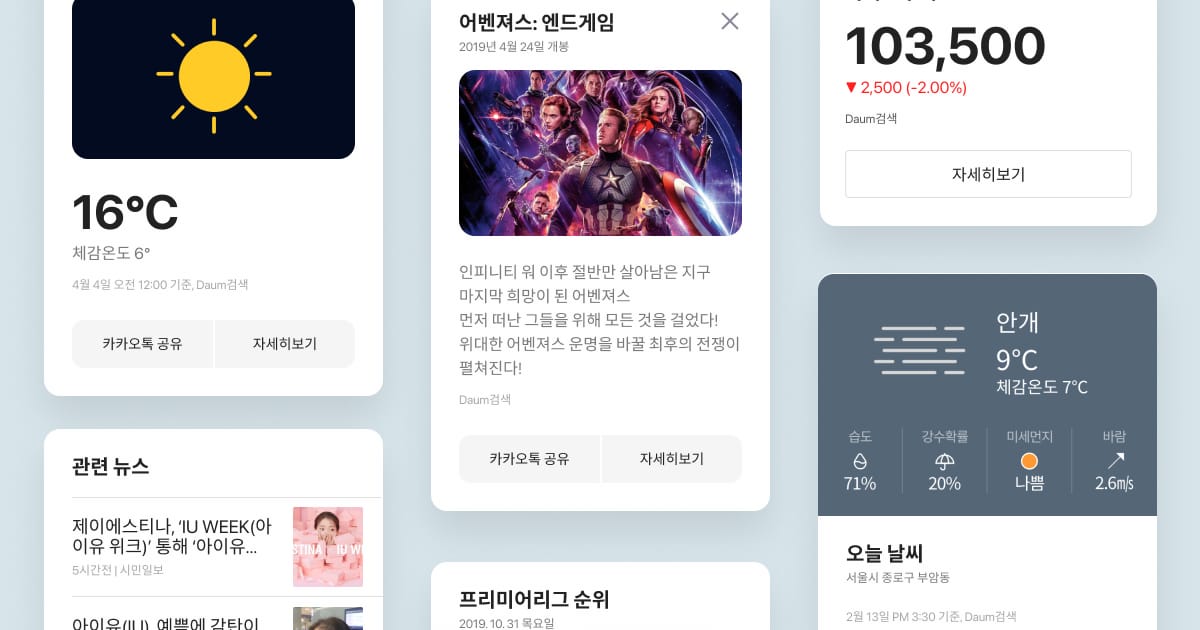 16°C
체감온도 6°
4월 4일 오전 12:00 기준, Daum검색
카카오톡 공유
자세히보기
관련 뉴스
제이에스티나, ‘IU WEEK(아
이유 위크)’ 통해 ‘아이유...
5시간전 | 시민일보
STINA | IU WE
아이유(IU), 예쁨에 감탄이
어벤져스: 엔드게임
2019년 4월 24일 개봉
인피니티 워 이후 절반만 살아남은 지구
마지막 희망이 된 어벤져스
먼저 떠난 그들을 위해 모든 것을 걸었다!
위대한 어벤져스 운명을 바꿀 최후의 전쟁이
펼쳐진다!
Daum검색
카카오톡 공유
자세히보기
프리미어리그 순위
2019. 10. 31 목요일
103,500
▼ 2,500 (-2.00%)
Daum검색
자세히보기
안개
9°C
체감온도 7°C
습도
강수확률
미세먼지
바람
71%
20%
나쁨
2.6㎧
오늘 날씨
서울시 종로구 부암동
2월 13일 PM 3:30 기준, Daum검색